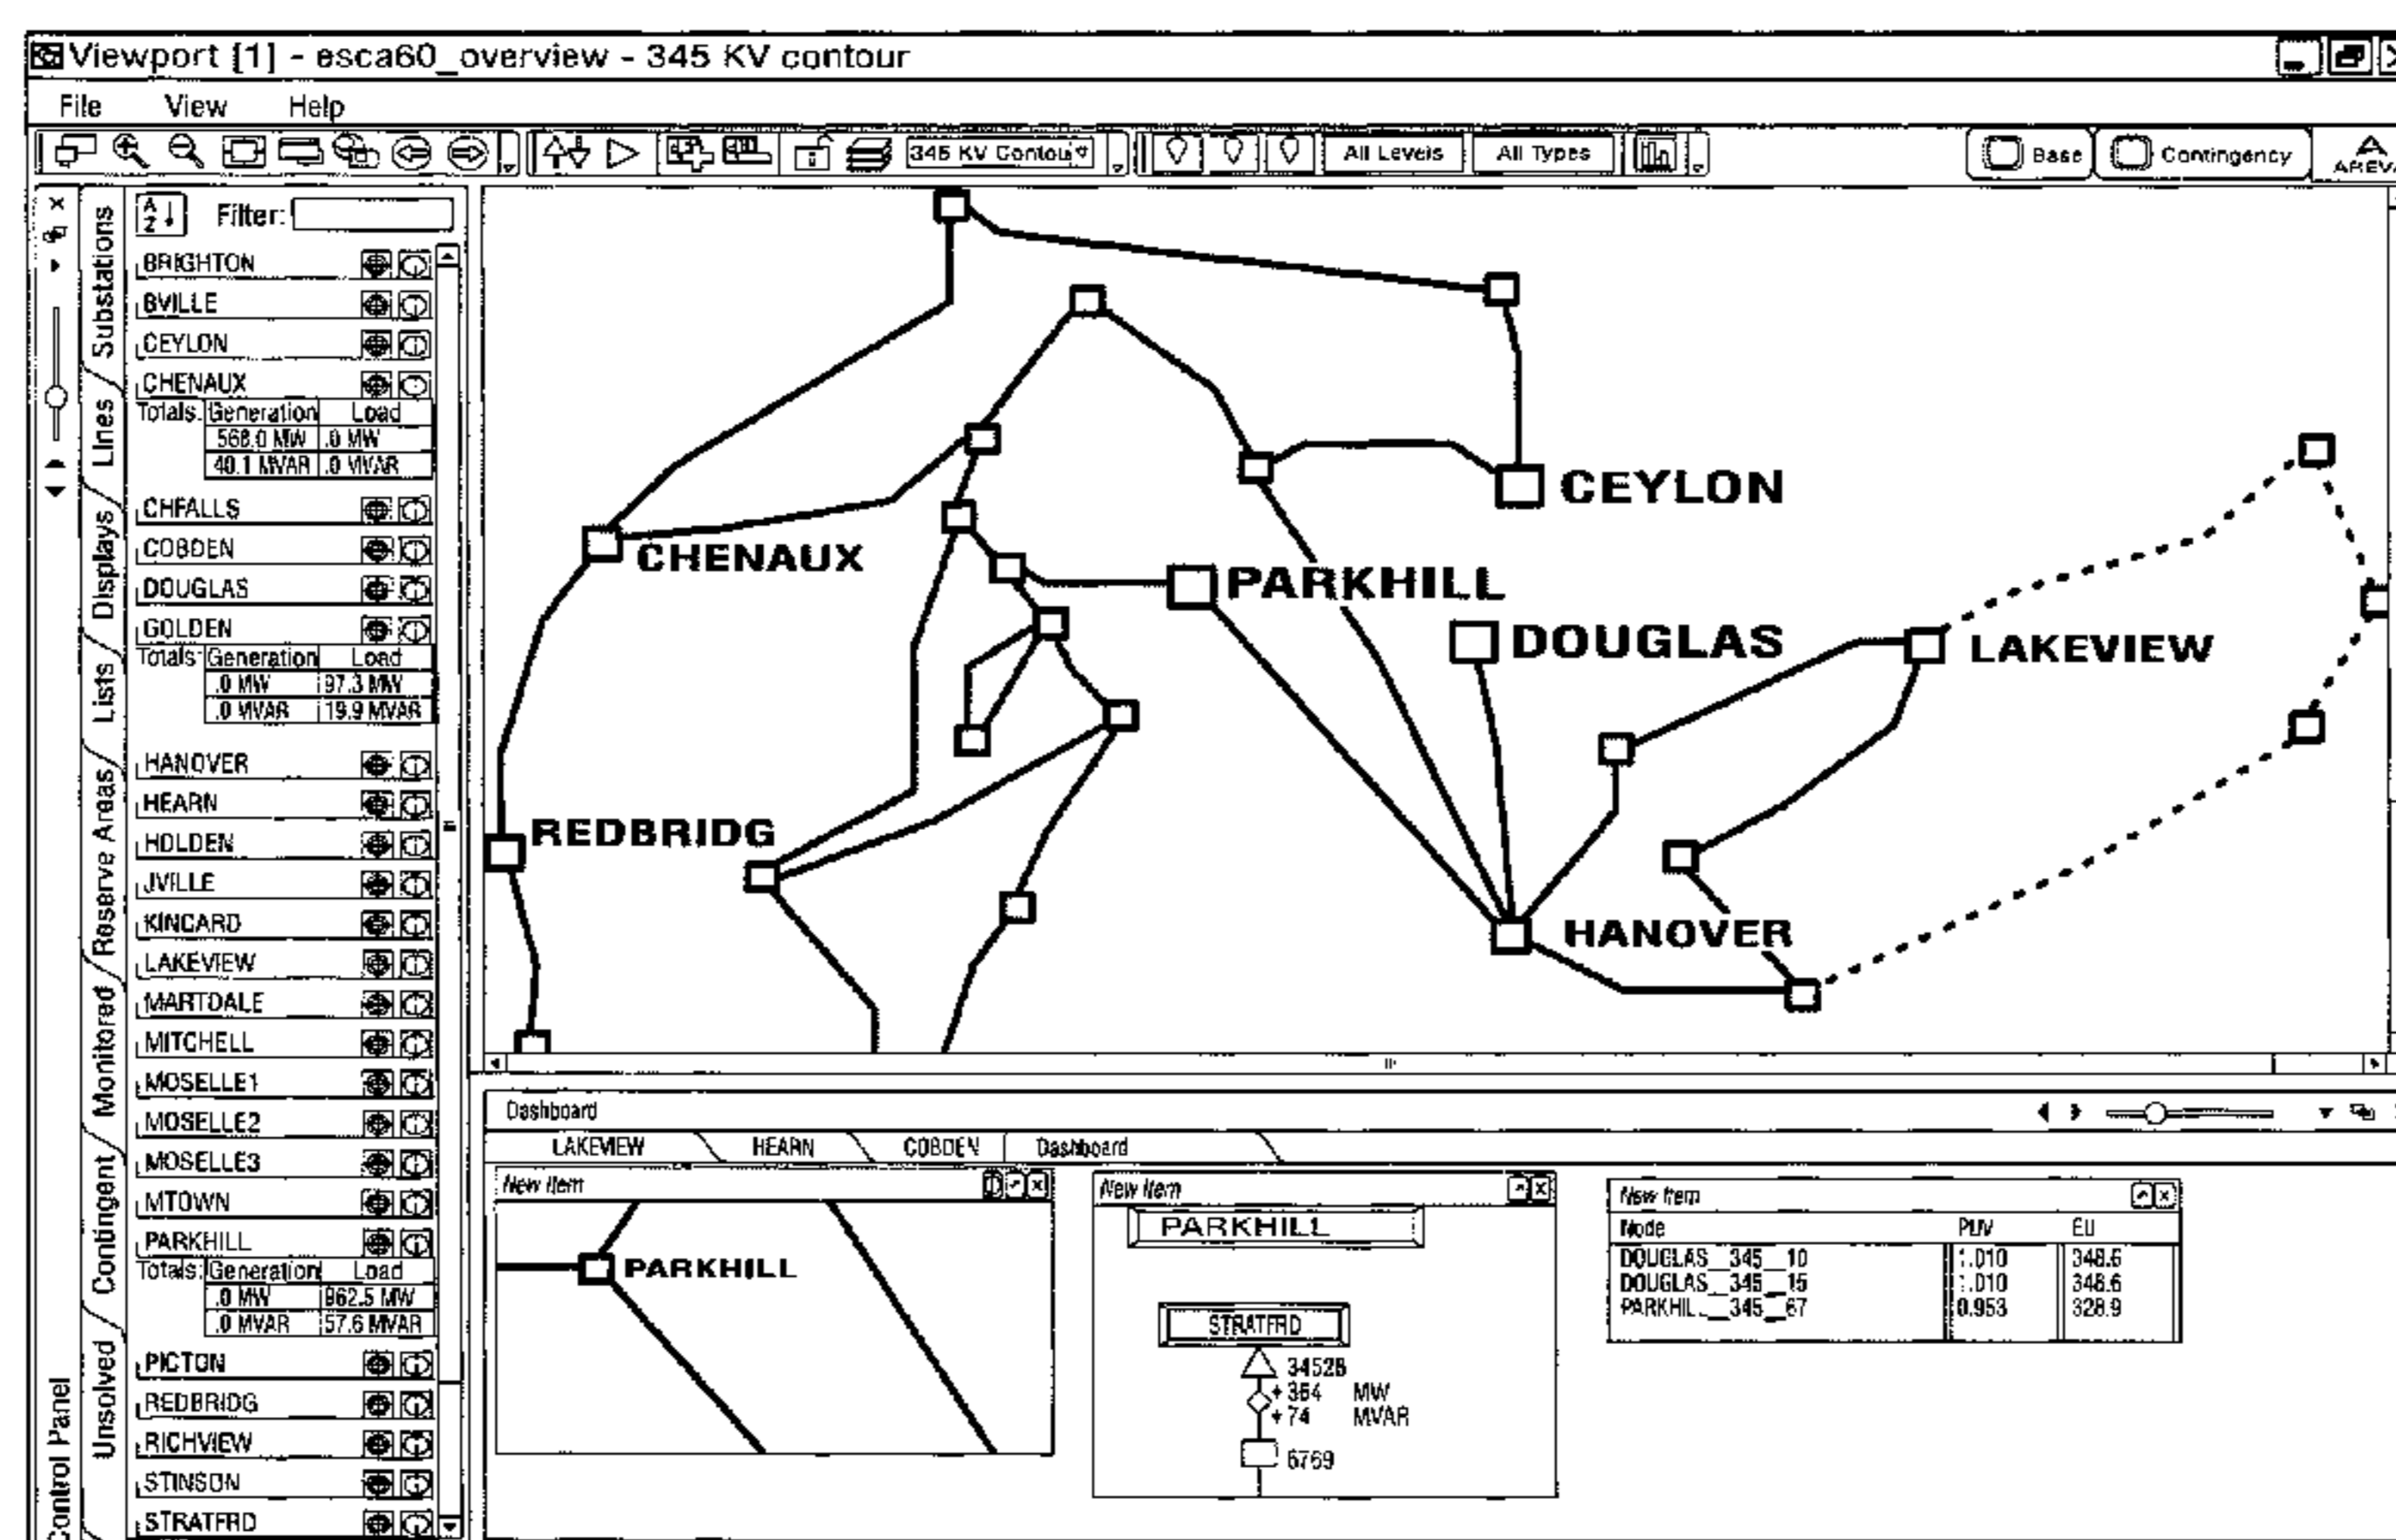 Viewport [1] - esca60_overview - 345 KV contour
File View Help
345 KV Contou
All Levels All Types
Base Contingency
AREVA
Substations
Lines
Displays
Lists
Reserve Areas
Monitored
Contingent
Unsolved
Control Panel
A Z Filter:
BRIGHTON
BVILLE
CEYLON
CHENAUX
Totals: Generation Load
568.0 MW .0 MW
40.1 MVAR .0 MVAR
CHFALLS
COBDEN
DOUGLAS
GOLDEN
Totals: Generation Load
.0 MW 97.3 MW
.0 MVAR 19.9 MVAR
HANOVER
HEARN
HOLDEN
JVILLE
KINCARD
LAKEVIEW
MARTDALE
MITCHELL
MOSELLE1
MOSELLE2
MOSELLE3
MTOWN
PARKHILL
Totals: Generation Load
.0 MW 962.5 MW
.0 MVAR 57.6 MVAR
PICTON
REDBRIDG
RICHVIEW
STINSON
STRATFRD
CEYLON
CHENAUX
PARKHILL
DOUGLAS
LAKEVIEW
REDBRIDG
HANOVER
Dashboard
LAKEVIEW HEARN COBDEN Dashboard
New Item
PARKHILL
New Item
PARKHILL
STRATFRD
34528
+364 MW
+74 MVAR
6769
New Item
Node PUV EU
DOUGLAS_345_10 1.010 348.6
DOUGLAS_345_15 1.010 348.6
PARKHIL_345_67 0.953 328.9